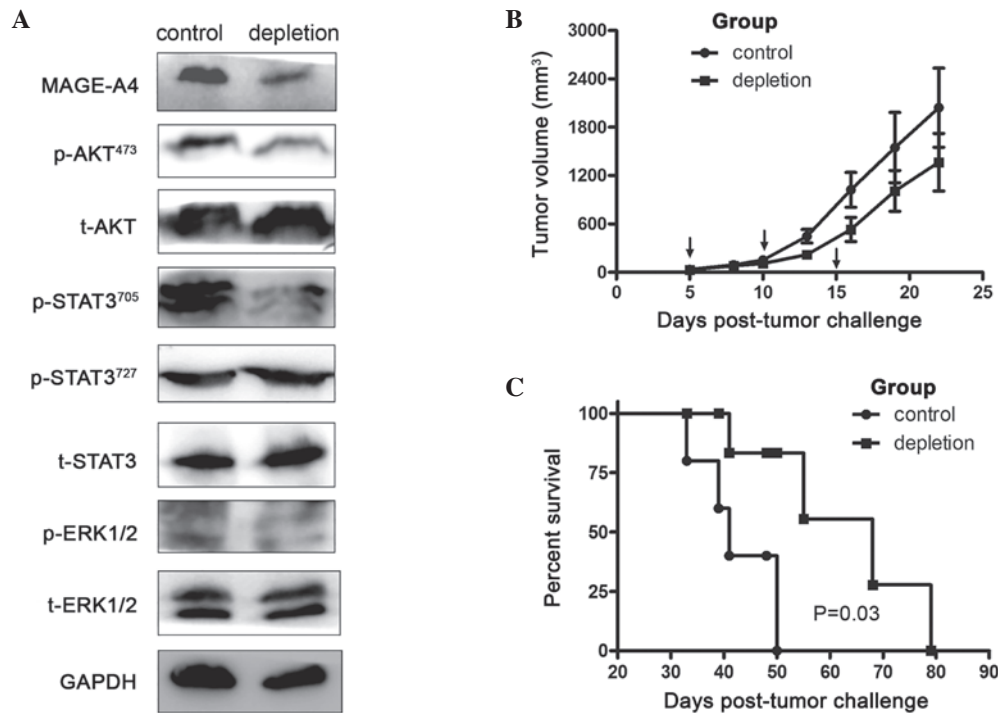 A
control depletion
MAGE-A4
p-AKT473
t-AKT
p-STAT3705
p-STAT3727
t-STAT3
p-ERK1/2
t-ERK1/2
GAPDH
B
Group
control
depletion
Tumor volume (mm3)
3000
2400
1800
1200
600
0
0 5 10 15 20 25
Days post-tumor challenge
C
Group
control
depletion
Percent survival
100
75
50
25
0
P=0.03
20 30 40 50 60 70 80 90
Days post-tumor challenge